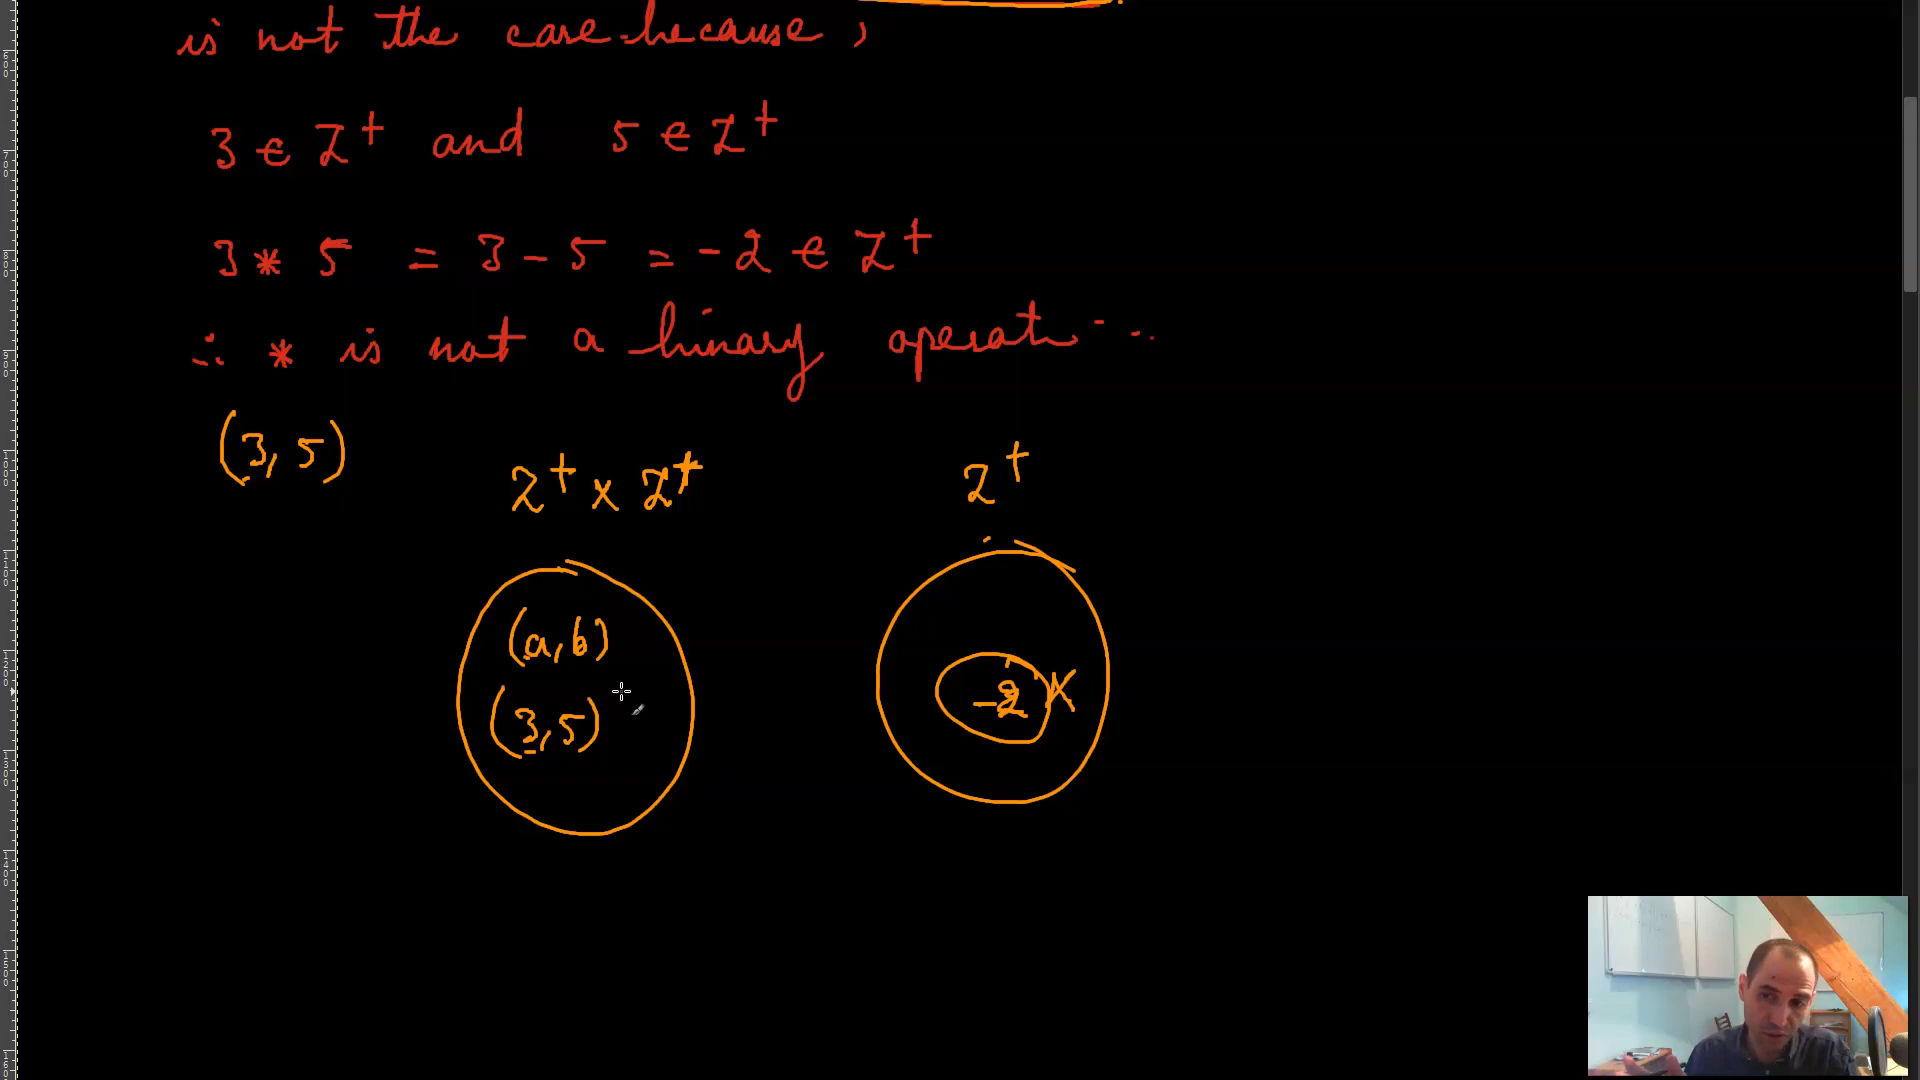 is not the case because,
3 ∈ Z⁺ and 5 ∈ Z⁺
3 * 5 = 3 - 5 = -2 ∈ Z⁺
∴ * is not a binary operati...
(3, 5)
Z⁺ x Z⁺
Z⁺
(a, b)
(3, 5)
-2 X